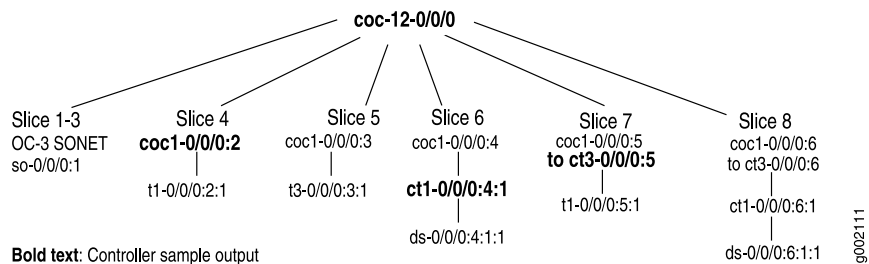 coc-12-0/0/0
Slice 1-3
OC-3 SONET
so-0/0/0:1
Slice 4
coc1-0/0/0:2
t1-0/0/0:2:1
Slice 5
coc1-0/0/0:3
t3-0/0/0:3:1
Slice 6
coc1-0/0/0:4
ct1-0/0/0:4:1
ds-0/0/0:4:1:1
Slice 7
coc1-0/0/0:5
to ct3-0/0/0:5
t1-0/0/0:5:1
Slice 8
coc1-0/0/0:6
to ct3-0/0/0:6
ct1-0/0/0:6:1
ds-0/0/0:6:1:1
Bold text: Controller sample output
g002111